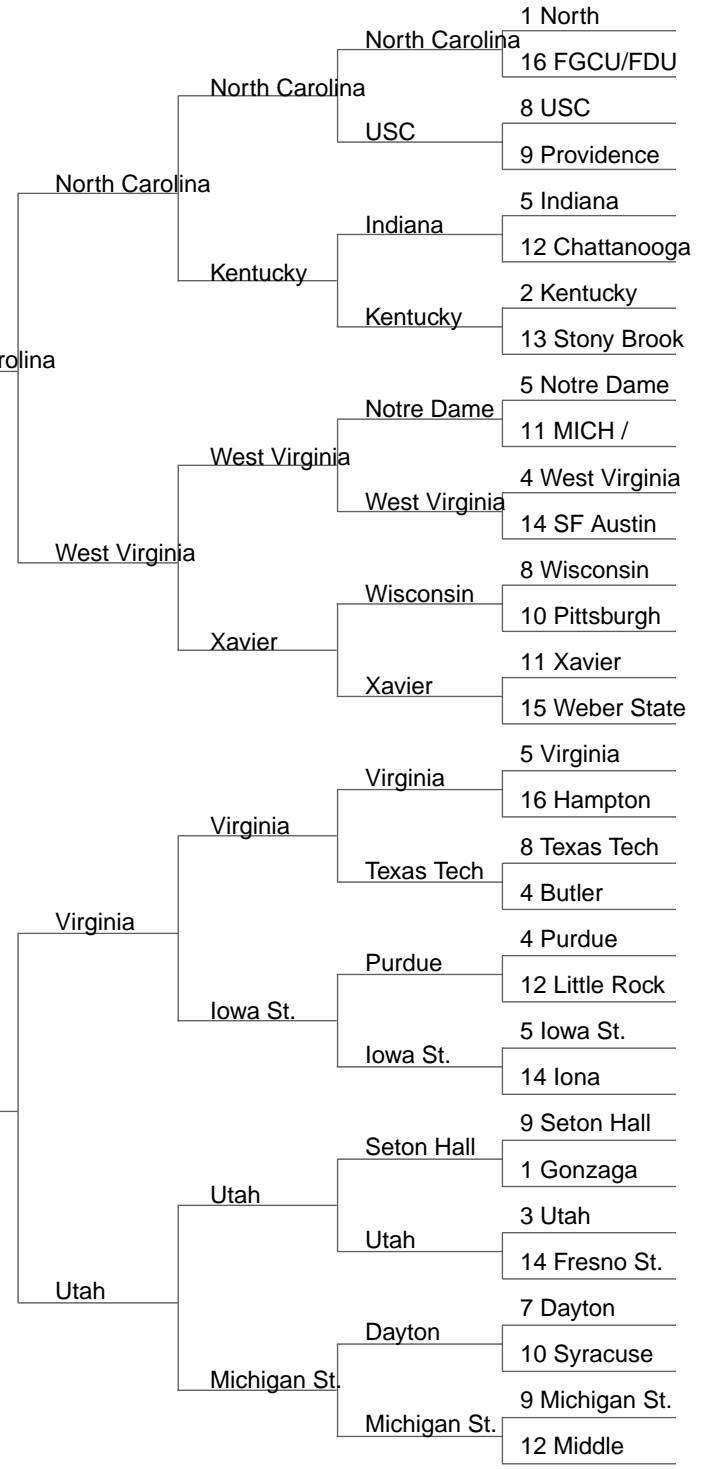 1 North
North Carolina
16 FGCU/FDU
North Carolina
8 USC
USC
9 Providence
North Carolina
5 Indiana
Indiana
12 Chattanooga
Kentucky
2 Kentucky
Kentucky
13 Stony Brook
rolina
5 Notre Dame
Notre Dame
11 MICH /
West Virginia
4 West Virginia
West Virginia
14 SF Austin
West Virginia
8 Wisconsin
Wisconsin
10 Pittsburgh
Xavier
11 Xavier
Xavier
15 Weber State
5 Virginia
Virginia
16 Hampton
Virginia
8 Texas Tech
Texas Tech
4 Butler
Virginia
4 Purdue
Purdue
12 Little Rock
Iowa St.
5 Iowa St.
Iowa St.
14 Iona
9 Seton Hall
Seton Hall
1 Gonzaga
Utah
3 Utah
Utah
14 Fresno St.
Utah
7 Dayton
Dayton
10 Syracuse
Michigan St.
9 Michigan St.
Michigan St.
12 Middle